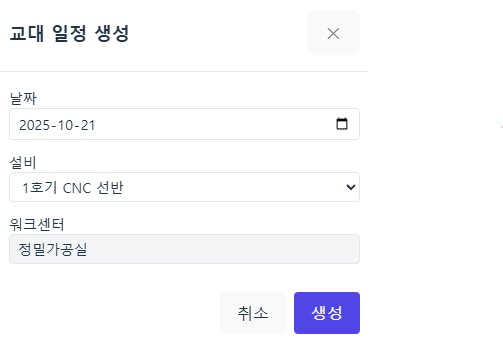 교대 일정 생성
날짜
2025-10-21
설비
1호기 CNC 선반
워크센터
정밀가공실
취소 생성